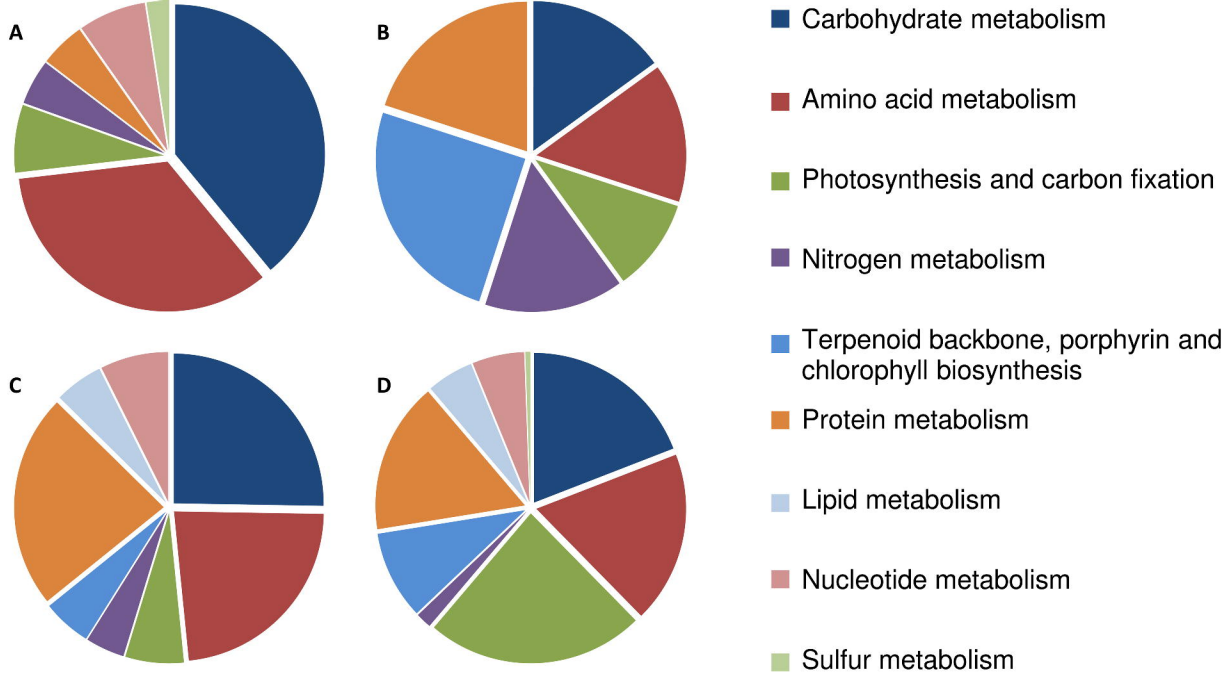 A
B
C
D
Carbohydrate metabolism
Amino acid metabolism
Photosynthesis and carbon fixation
Nitrogen metabolism
Terpenoid backbone, porphyrin and
chlorophyll biosynthesis
Protein metabolism
Lipid metabolism
Nucleotide metabolism
Sulfur metabolism